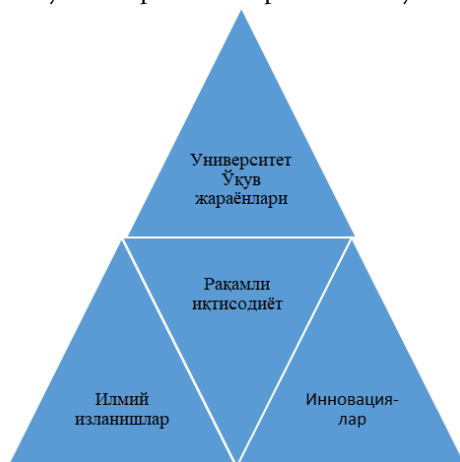 Университет
Ўқув
жараёнлари
Рақамли
иқтисодиёт
Илмий
изланишлар
Инновация-
лар